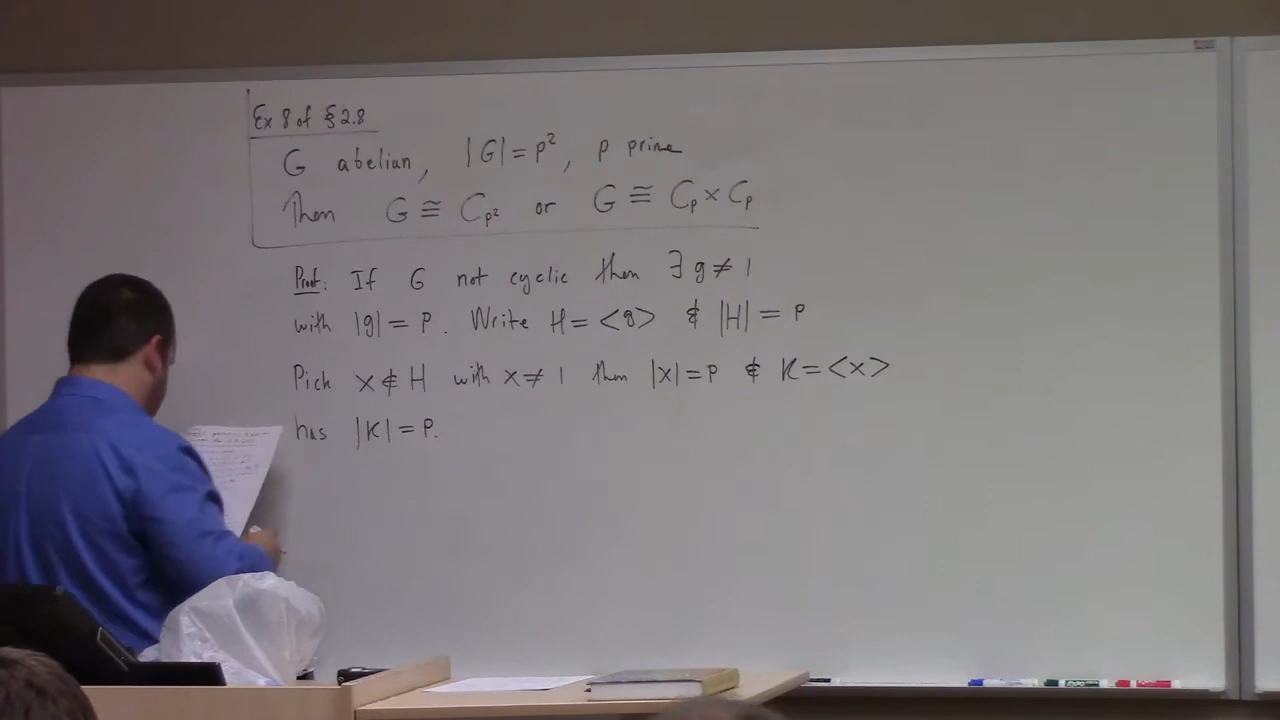 Ex 8 of § 2.8
G abelian, |G| = p², p prime
Then G ≅ C_{p²} or G ≅ C_p × C_p
Proof: If G not cyclic then ∃ g ≠ 1
with |g| = p. Write H = <g> & |H| = p
Pick x ∉ H with x ≠ 1 then |x| = p & K = <x>
has |K| = p.